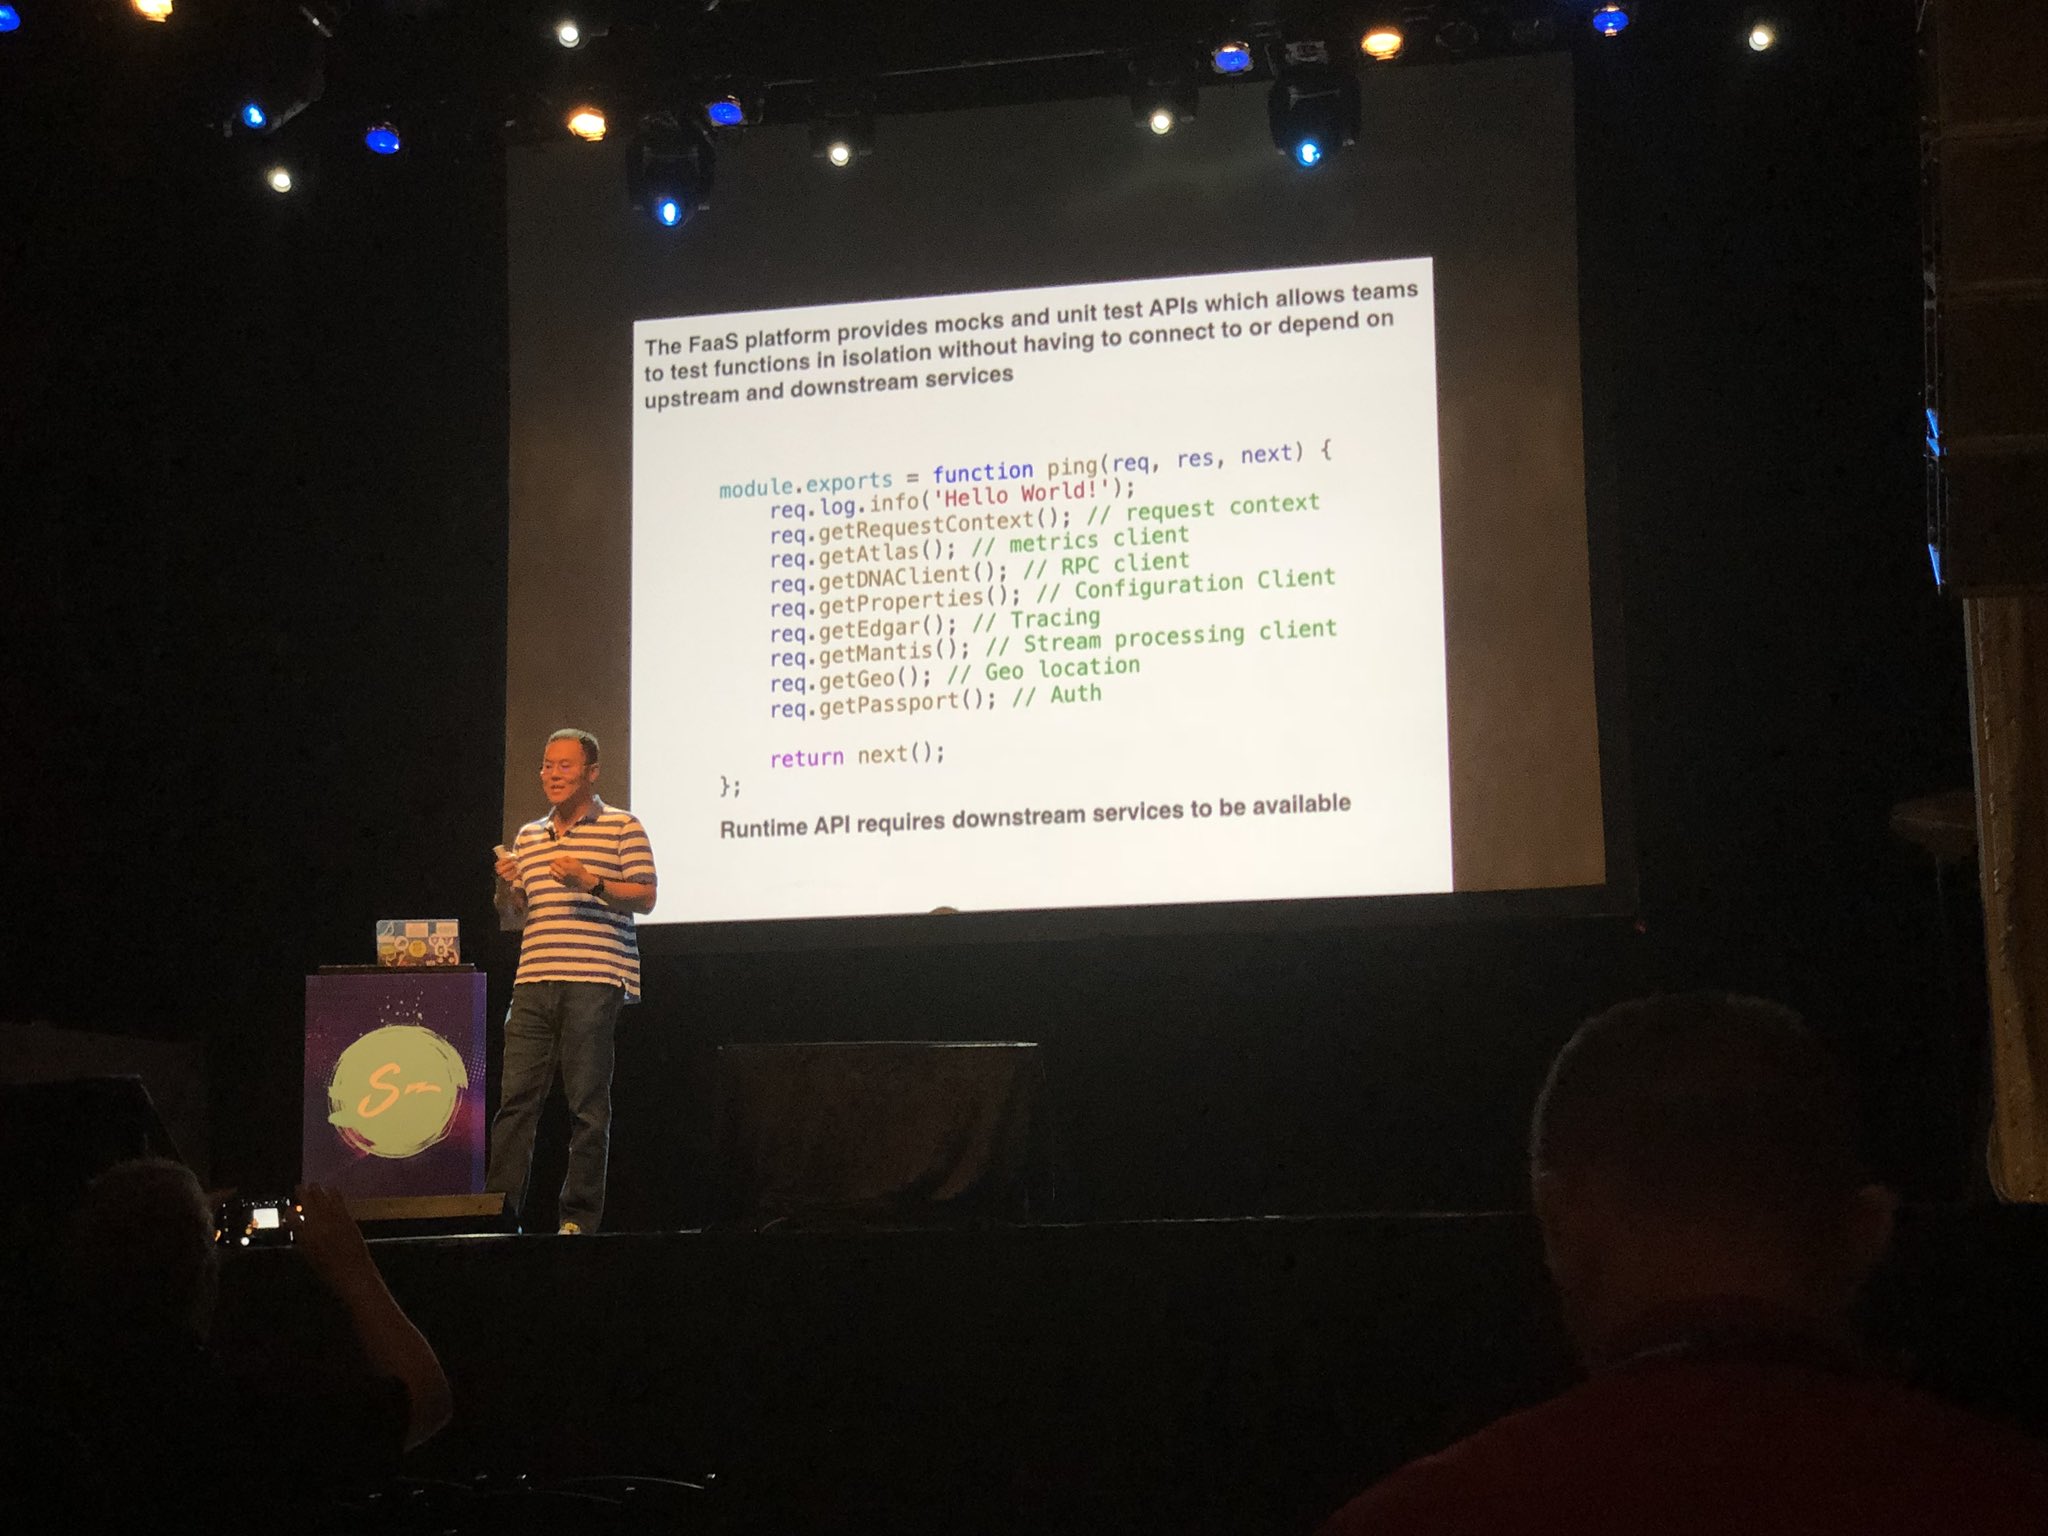 The FaaS platform provides mocks and unit test APIs which allows teams
to test functions in isolation without having to connect to or depend on
upstream and downstream services
module.exports = function ping(req, res, next) {
    req.log.info('Hello World!');
    req.getRequestContext(); // request context
    req.getAtlas(); // metrics client
    req.getDNAClient(); // RPC client
    req.getProperties(); // Configuration Client
    req.getEdgar(); // Tracing
    req.getMantis(); // Stream processing client
    req.getGeo(); // Geo location
    req.getPassport(); // Auth
    return next();
};
Runtime API requires downstream services to be available